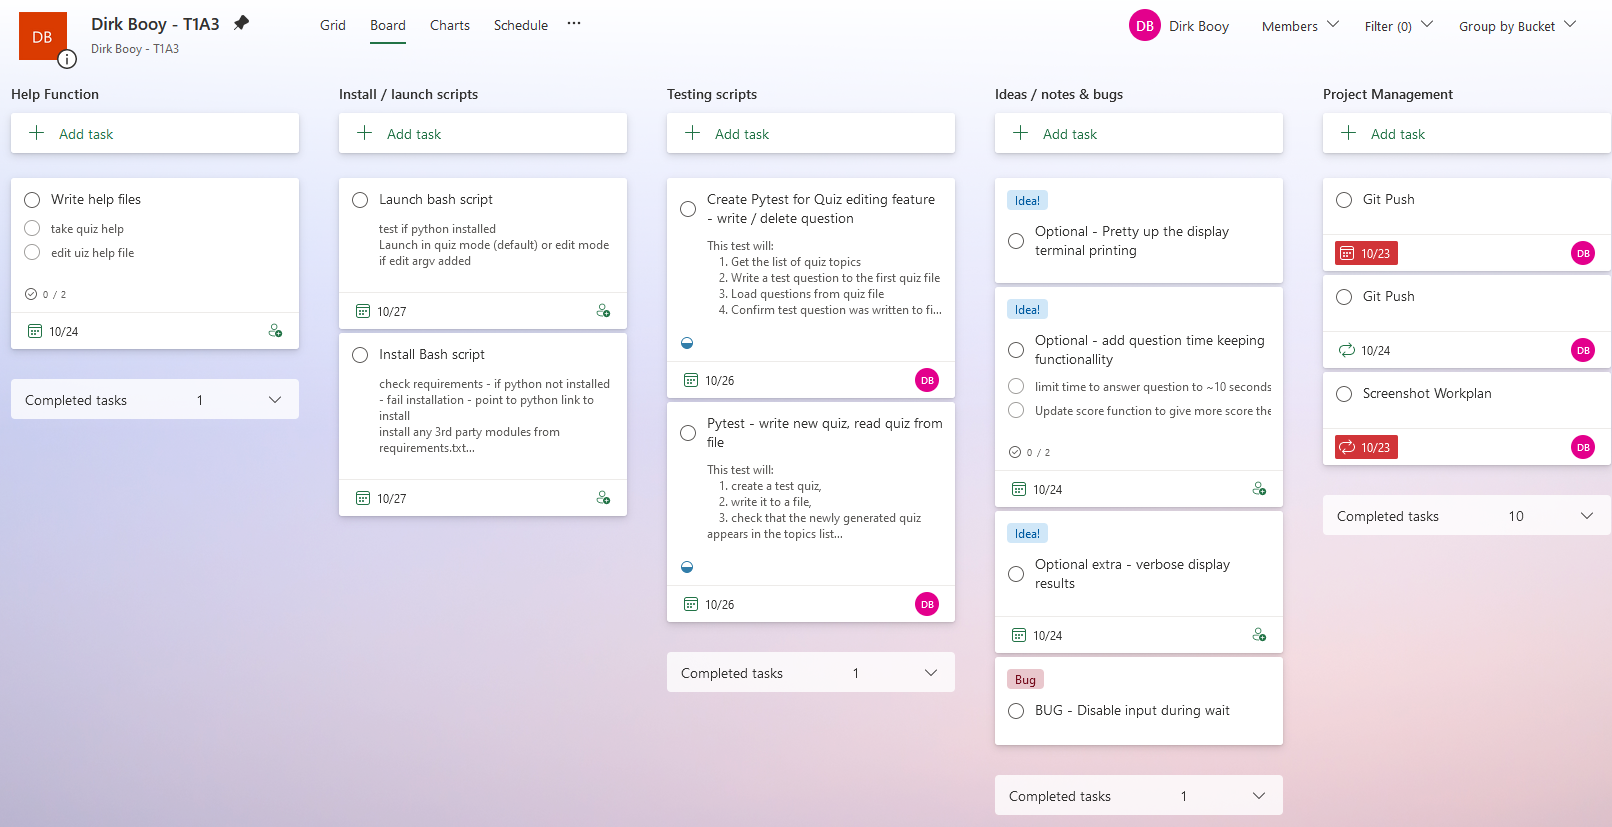 DB
Dirk Booy - T1A3
Dirk Booy - T1A3
Grid
Board
Charts
Schedule
DB
Dirk Booy
Members
Filter (0)
Group by Bucket
Help Function
Add task
Write help files
take quiz help
edit uiz help file
0 / 2
10/24
Completed tasks 1
Install / launch scripts
Add task
Launch bash script
test if python installed
Launch in quiz mode (default) or edit mode
if edit argv added
10/27
Install Bash script
check requirements - if python not installed
- fail installation - point to python link to
install
install any 3rd party modules from
requirements.txt...
10/27
Testing scripts
Add task
Create Pytest for Quiz editing feature
- write / delete question
This test will:
1. Get the list of quiz topics
2. Write a test question to the first quiz file
3. Load questions from quiz file
4. Confirm test question was written to fi...
10/26
DB
Pytest - write new quiz, read quiz from
file
This test will:
1. create a test quiz,
2. write it to a file,
3. check that the newly generated quiz
appears in the topics list...
10/26
DB
Completed tasks 1
Ideas / notes & bugs
Add task
Idea!
Optional - Pretty up the display
terminal printing
Idea!
Optional - add question time keeping
functionallity
limit time to answer question to ~10 seconds
Update score function to give more score the
0 / 2
10/24
Idea!
Optional extra - verbose display
results
10/24
Bug
BUG - Disable input during wait
Completed tasks 1
Project Management
Add task
Git Push
10/23
DB
Git Push
10/24
DB
Screenshot Workplan
10/23
DB
Completed tasks 10